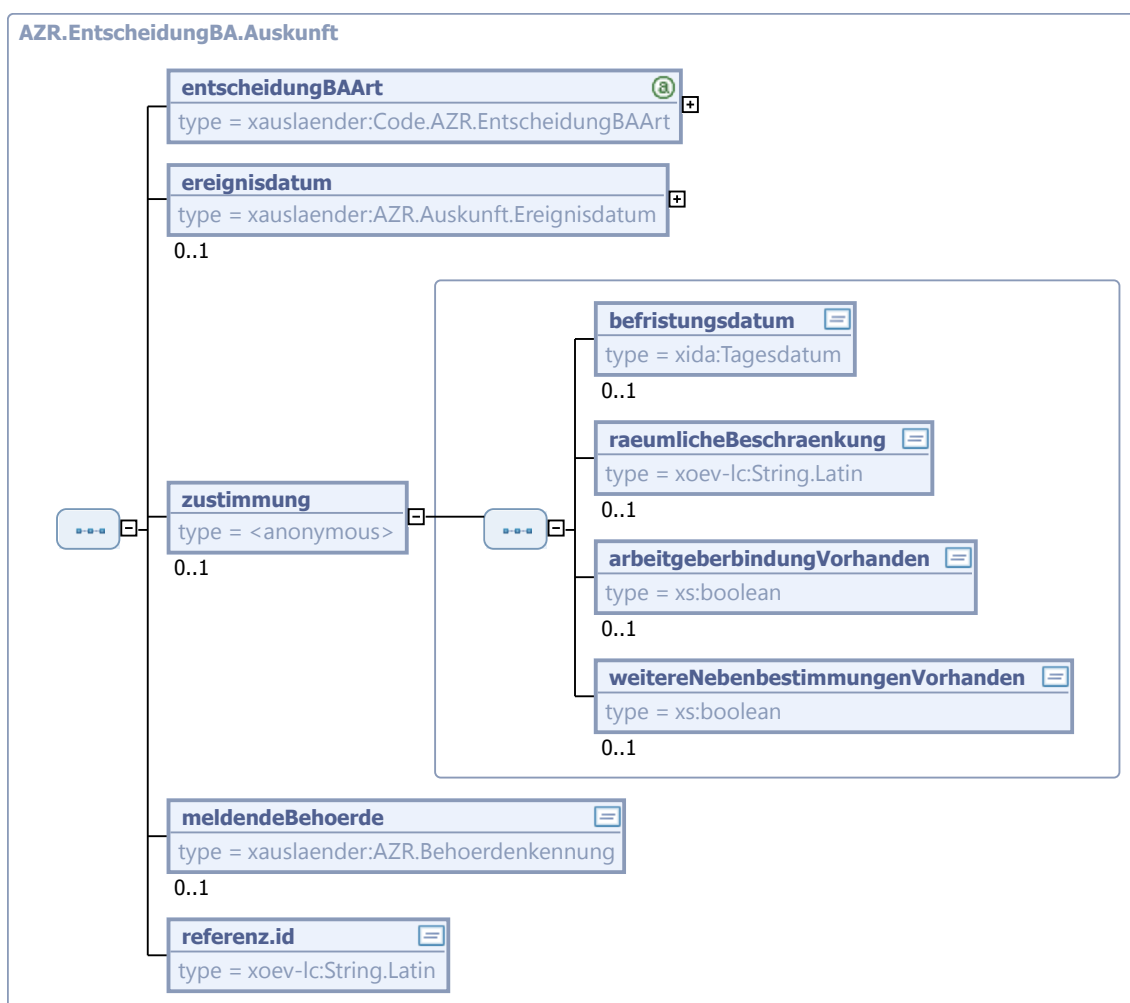 AZR.EntscheidungBA.Auskunft
entscheidungBAArt
type = xauslaender:Code.AZR.EntscheidungBAArt
ereignisdatum
type = xauslaender:AZR.Auskunft.Ereignisdatum
0..1
zustimmung
type = <anonymous>
0..1
befristungsdatum
type = xida:Tagesdatum
0..1
raeumlicheBeschraenkung
type = xoev-lc:String.Latin
0..1
arbeitgeberbindungVorhanden
type = xs:boolean
0..1
weitereNebenbestimmungenVorhanden
type = xs:boolean
0..1
meldendeBehoerde
type = xauslaender:AZR.Behoerdenkennung
0..1
referenz.id
type = xoev-lc:String.Latin